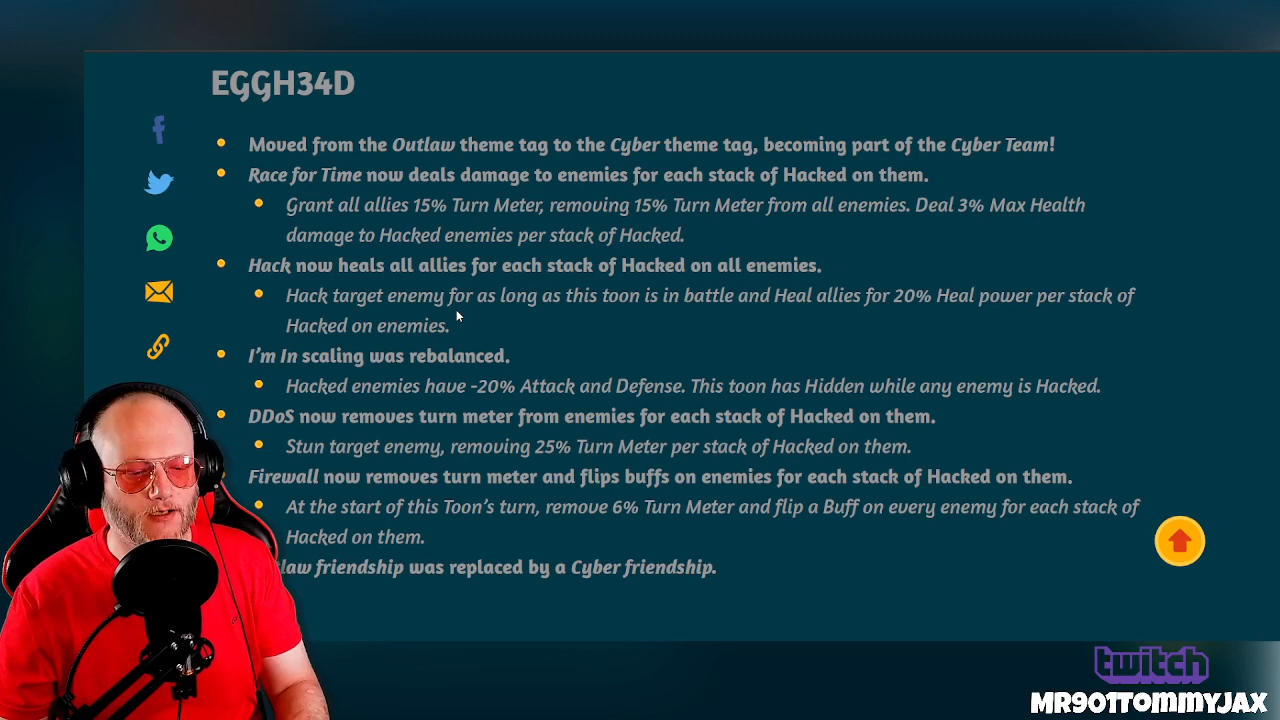 EGGH34D
Moved from the Outlaw theme tag to the Cyber theme tag, becoming part of the Cyber Team!
Race for Time now deals damage to enemies for each stack of Hacked on them.
Grant all allies 15% Turn Meter, removing 15% Turn Meter from all enemies. Deal 3% Max Health
damage to Hacked enemies per stack of Hacked.
Hack now heals all allies for each stack of Hacked on all enemies.
Hack target enemy for as long as this toon is in battle and Heal allies for 20% Heal power per stack of
Hacked on enemies.
I'm In scaling was rebalanced.
Hacked enemies have -20% Attack and Defense. This toon has Hidden while any enemy is Hacked.
DDoS now removes turn meter from enemies for each stack of Hacked on them.
Stun target enemy, removing 25% Turn Meter per stack of Hacked on them.
Firewall now removes turn meter and flips buffs on enemies for each stack of Hacked on them.
At the start of this Toon's turn, remove 6% Turn Meter and flip a Buff on every enemy for each stack of
Hacked on them.
law friendship was replaced by a Cyber friendship.
twitch
MR901TOMMYJAX